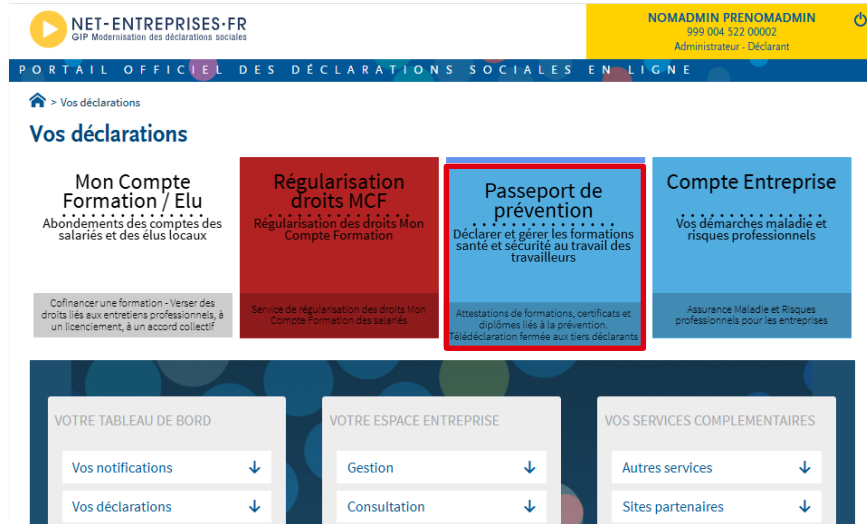 NET-ENTREPRISES·FR
GIP Modernisation des déclarations sociales
NOMADMIN PRENOMADMIN
999 004 522 00002
Administrateur - Déclarant
PORTAIL OFFICIEL DES DÉCLARATIONS SOCIALES EN LIGNE
> Vos déclarations
Vos déclarations
Mon Compte
Formation / Elu
Abondements des comptes des
salariés et des élus locaux
Cofinancer une formation - Verser des
droits liés aux entretiens professionnels, à
un licenciement, à un accord collectif
Régularisation
droits MCF
Régularisation des droits Mon
Compte Formation
Service de régularisation des droits Mon
Compte Formation des salariés
Passeport de
prévention
Déclarer et gérer les formations
santé et sécurité au travail des
travailleurs
Attestations de formations, certificats et
diplômes liés à la prévention.
Télédéclaration fermée aux tiers déclarants
Compte Entreprise
Vos démarches maladie et
risques professionnels
Assurance Maladie et Risques
professionnels pour les entreprises
VOTRE TABLEAU DE BORD
Vos notifications
Vos déclarations
VOTRE ESPACE ENTREPRISE
Gestion
Consultation
VOS SERVICES COMPLEMENTAIRES
Autres services
Sites partenaires